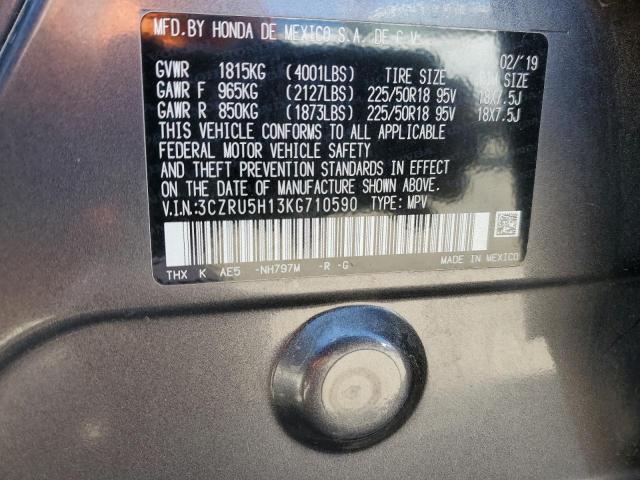 MFD.BY HONDA DE MEXICO S.A. DE C.V.
02/'19
GVWR 1815KG (4001LBS) TIRE SIZE RIM SIZE
GAWR F 965KG (2127LBS) 225/50R18 95V 18X7.5J
GAWR R 850KG (1873LBS) 225/50R18 95V 18X7.5J
THIS VEHICLE CONFORMS TO ALL APPLICABLE
FEDERAL MOTOR VEHICLE SAFETY
AND THEFT PREVENTION STANDARDS IN EFFECT
ON THE DATE OF MANUFACTURE SHOWN ABOVE.
V.I.N.:3CZRU5H13KG710590 TYPE: MPV
THX K AE5 -NH797M -R -G MADE IN MEXICO